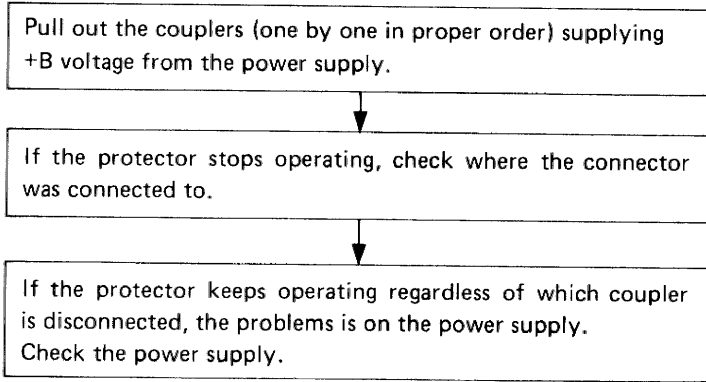 Pull out the couplers (one by one in proper order) supplying
+B voltage from the power supply.
If the protector stops operating, check where the connector
was connected to.
If the protector keeps operating regardless of which coupler
is disconnected, the problems is on the power supply.
Check the power supply.